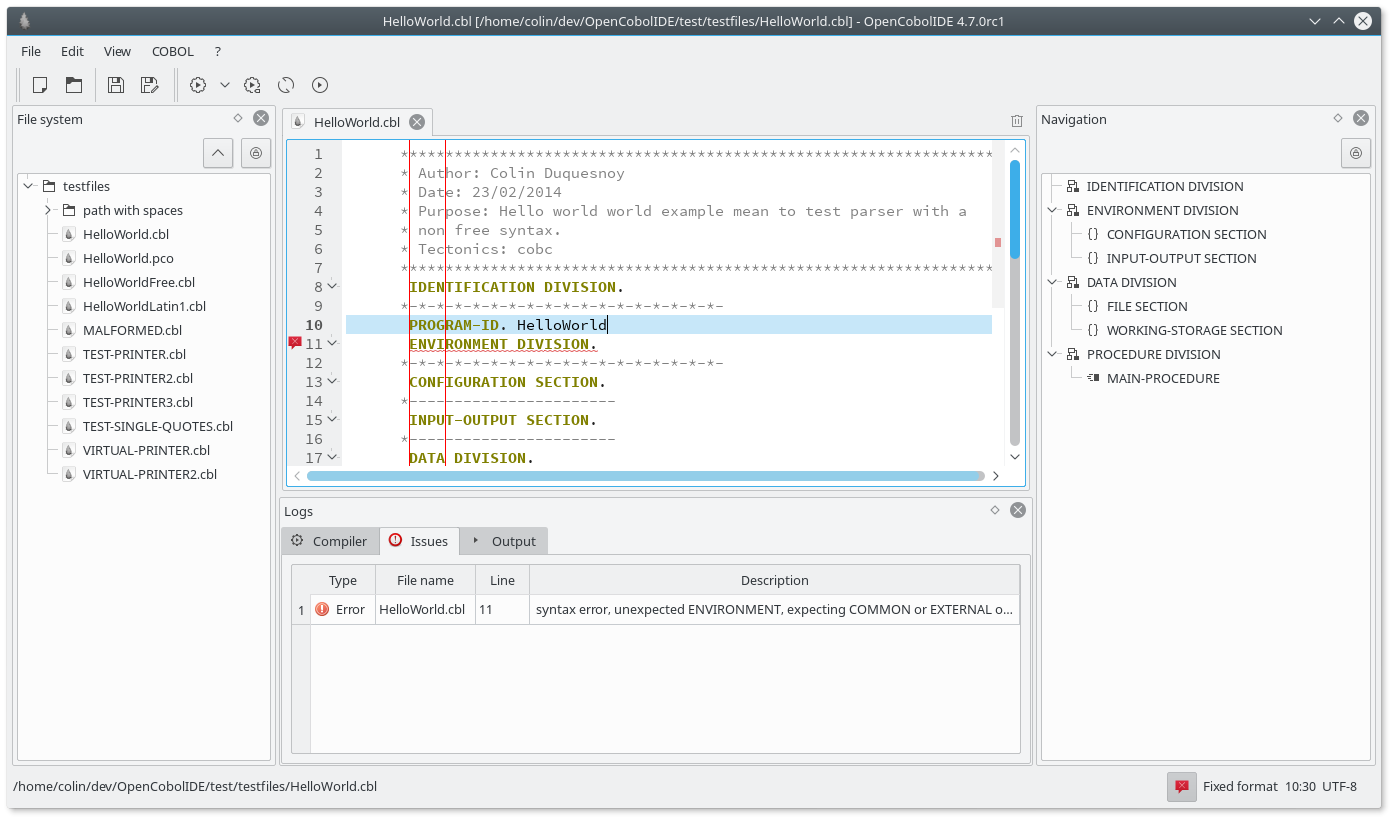 HelloWorld.cbl [/home/colin/dev/OpenCobolIDE/test/testfiles/HelloWorld.cbl] - OpenCobolIDE 4.7.0rc1
File Edit View COBOL ?
File system
testfiles
path with spaces
HelloWorld.cbl
HelloWorld.pco
HelloWorldFree.cbl
HelloWorldLatin1.cbl
MALFORMED.cbl
TEST-PRINTER.cbl
TEST-PRINTER2.cbl
TEST-PRINTER3.cbl
TEST-SINGLE-QUOTES.cbl
VIRTUAL-PRINTER.cbl
VIRTUAL-PRINTER2.cbl
HelloWorld.cbl
1 ******************************************************************
2 * Author: Colin Duquesnoy
3 * Date: 23/02/2014
4 * Purpose: Hello world world example mean to test parser with a
5 * non free syntax.
6 * Tectonics: cobc
7 ******************************************************************
8 IDENTIFICATION DIVISION.
9 *-*-*-*-*-*-*-*-*-*-*-*-*-*-*-*-*-*-
10 PROGRAM-ID. HelloWorld
11 ENVIRONMENT DIVISION.
12 *-*-*-*-*-*-*-*-*-*-*-*-*-*-*-*-*-*-
13 CONFIGURATION SECTION.
14 *-----------------------
15 INPUT-OUTPUT SECTION.
16 *-----------------------
17 DATA DIVISION.
Logs
Compiler Issues Output
Type File name Line Description
1 Error HelloWorld.cbl 11 syntax error, unexpected ENVIRONMENT, expecting COMMON or EXTERNAL o...
Navigation
IDENTIFICATION DIVISION
ENVIRONMENT DIVISION
{} CONFIGURATION SECTION
{} INPUT-OUTPUT SECTION
DATA DIVISION
{} FILE SECTION
{} WORKING-STORAGE SECTION
PROCEDURE DIVISION
MAIN-PROCEDURE
/home/colin/dev/OpenCobolIDE/test/testfiles/HelloWorld.cbl
Fixed format 10:30 UTF-8